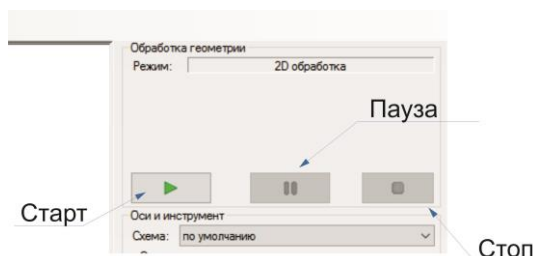 Обработка геометрии
Режим: 2D обработка
Пауза
Старт
Оси и инструмент
Схема: по умолчанию
Стоп